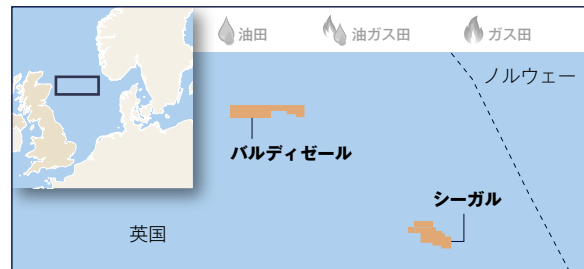 油田
油ガス田
ガス田
ノルウェー
バルディゼール
シーガル
英国